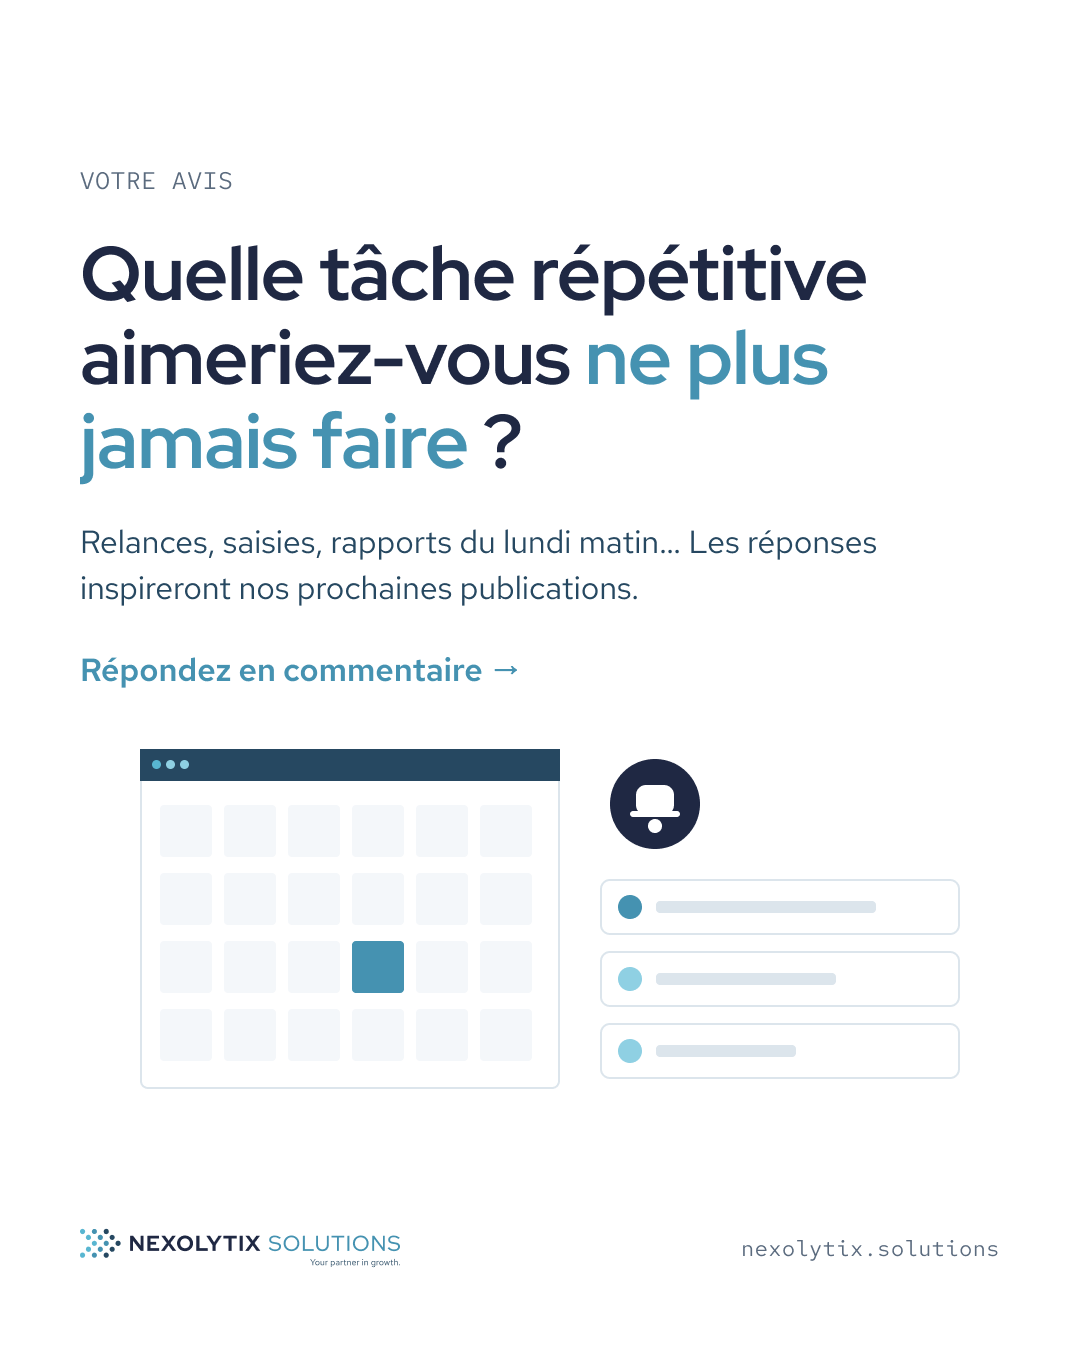 VOTRE AVIS
Quelle tâche répétitive
aimeriez-vous ne plus
jamais faire ?
Relances, saisies, rapports du lundi matin... Les réponses
inspireront nos prochaines publications.
Répondez en commentaire →
NEXOLYTIX SOLUTIONS
Your partner in growth.
nexolytix.solutions